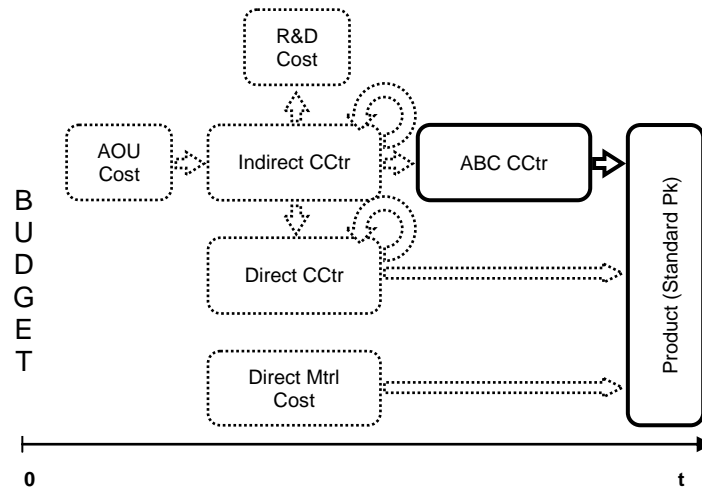 R&D
Cost
AOU
Cost
Indirect CCtr
ABC CCtr
B
U
D
G
E
T
Direct CCtr
Direct Mtrl
Cost
Product (Standard Pk)
0
t